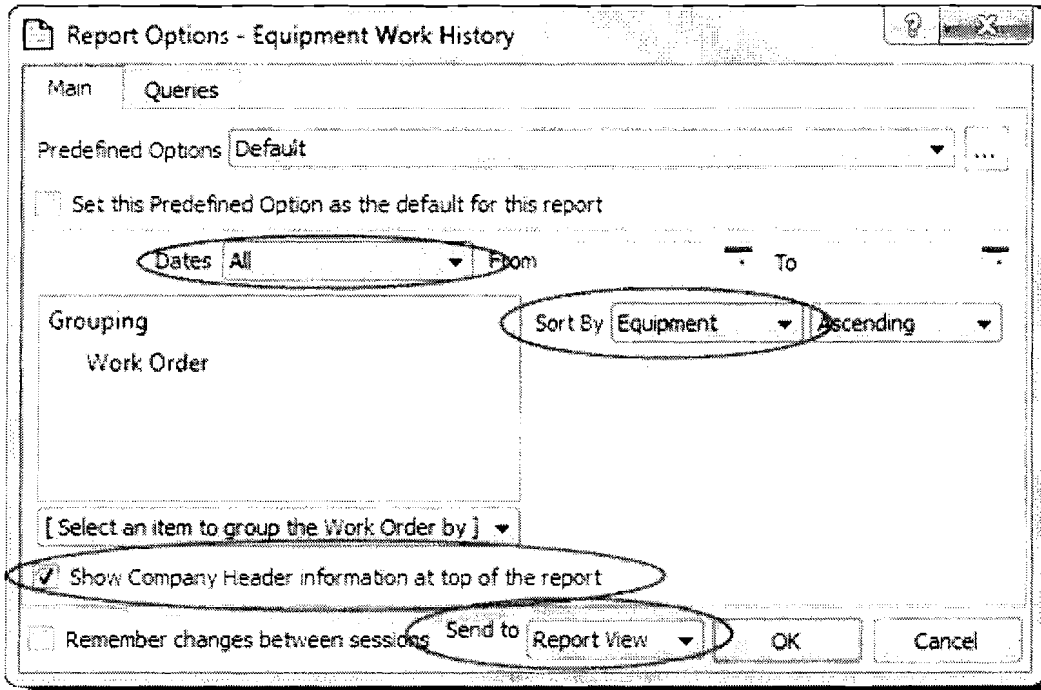 Report Options - Equipment Work History
Main Queries
Predefined Options Default ...
Set this Predefined Option as the default for this report
Dates All From To
Grouping
Sort By Equipment Ascending
Work Order
[ Select an item to group the Work Order by ]
Show Company Header information at top of the report
Remember changes between sessions Send to Report View OK Cancel